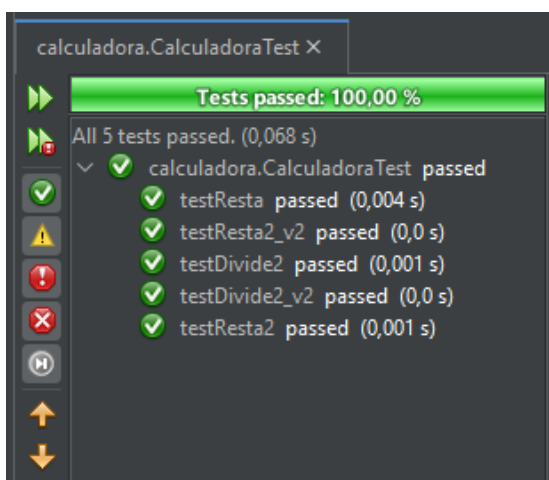 calculadora.CalculadoraTest ×
Tests passed: 100,00 %
All 5 tests passed. (0,068 s)
calculadora.CalculadoraTest passed
testResta passed (0,004 s)
testResta2_v2 passed (0,0 s)
testDivide2 passed (0,001 s)
testDivide2_v2 passed (0,0 s)
testResta2 passed (0,001 s)